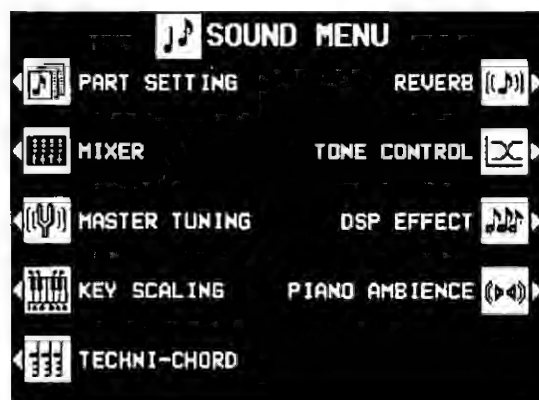 SOUND MENU
PART SETTING
REVERB
MIXER
TONE CONTROL
MASTER TUNING
DSP EFFECT
KEY SCALING
PIANO AMBIENCE
TECHNI-CHORD